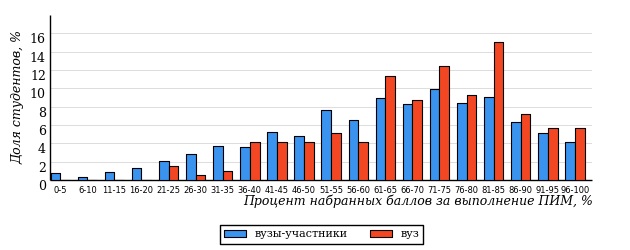 Доля студентов, %
16
14
12
10
8
6
4
2
0
0-5 6-10 11-15 16-20 21-25 26-30 31-35 36-40 41-45 46-50 51-55 56-60 61-65 66-70 71-75 76-80 81-85 86-90 91-95 96-100
Процент набранных баллов за выполнение ПИМ, %
вузы-участники вуз